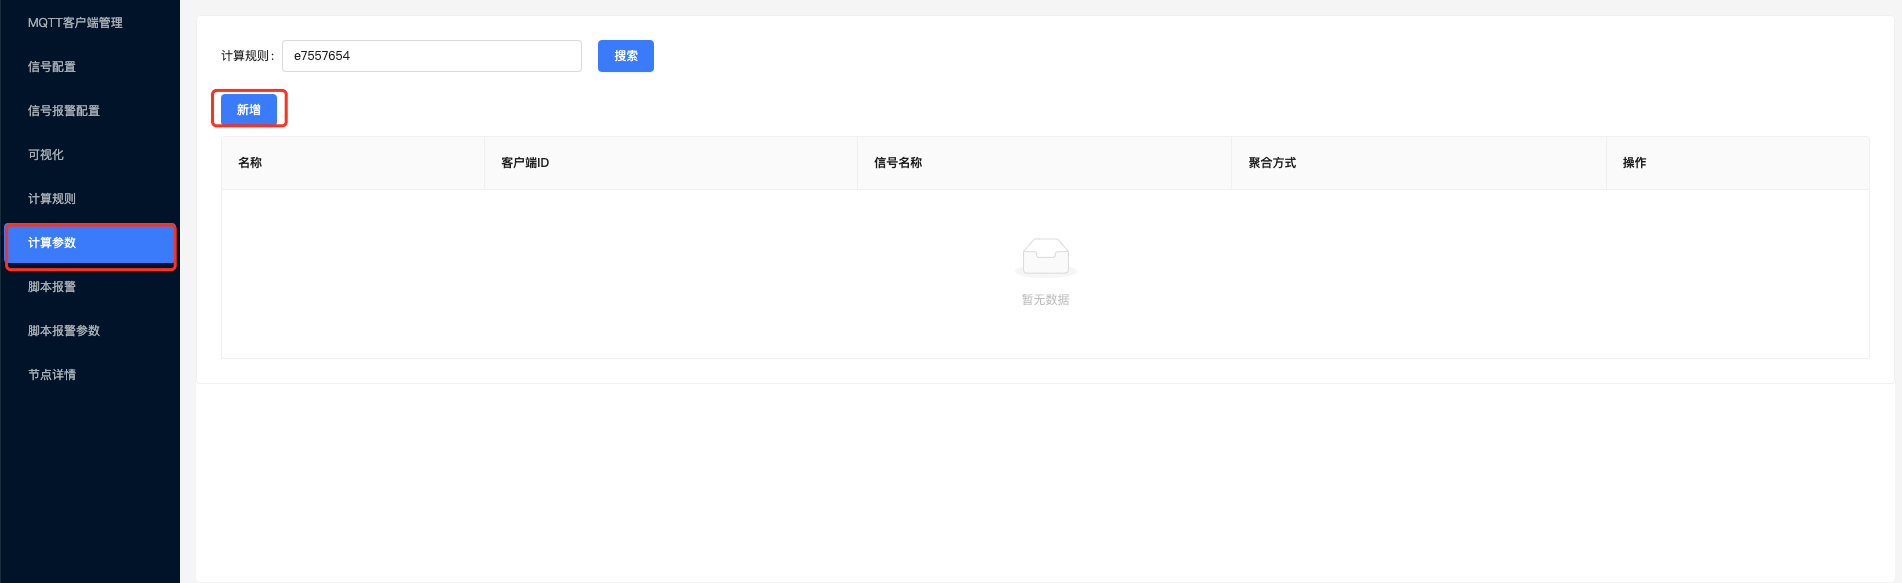 MQTT客户端管理
信号配置
信号报警配置
可视化
计算规则
计算参数
脚本报警
脚本报警参数
节点详情
计算规则： e7557654 搜索
新增
名称 客户端ID 信号名称 聚合方式 操作
暂无数据